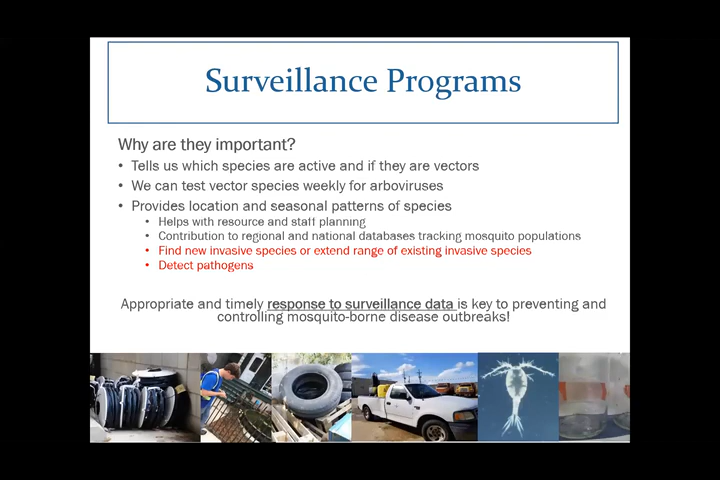 Surveillance Programs
Why are they important?
• Tells us which species are active and if they are vectors
• We can test vector species weekly for arboviruses
• Provides location and seasonal patterns of species
• Helps with resource and staff planning
• Contribution to regional and national databases tracking mosquito populations
• Find new invasive species or extend range of existing invasive species
• Detect pathogens
Appropriate and timely response to surveillance data is key to preventing and
controlling mosquito-borne disease outbreaks!